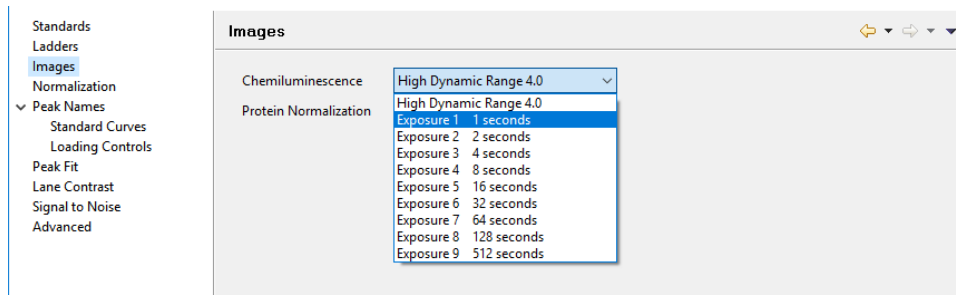 Standards
Ladders
Images
Normalization
Peak Names
Standard Curves
Loading Controls
Peak Fit
Lane Contrast
Signal to Noise
Advanced
Images
Chemiluminescence
High Dynamic Range 4.0
Protein Normalization
High Dynamic Range 4.0
Exposure 1 1 seconds
Exposure 2 2 seconds
Exposure 3 4 seconds
Exposure 4 8 seconds
Exposure 5 16 seconds
Exposure 6 32 seconds
Exposure 7 64 seconds
Exposure 8 128 seconds
Exposure 9 512 seconds